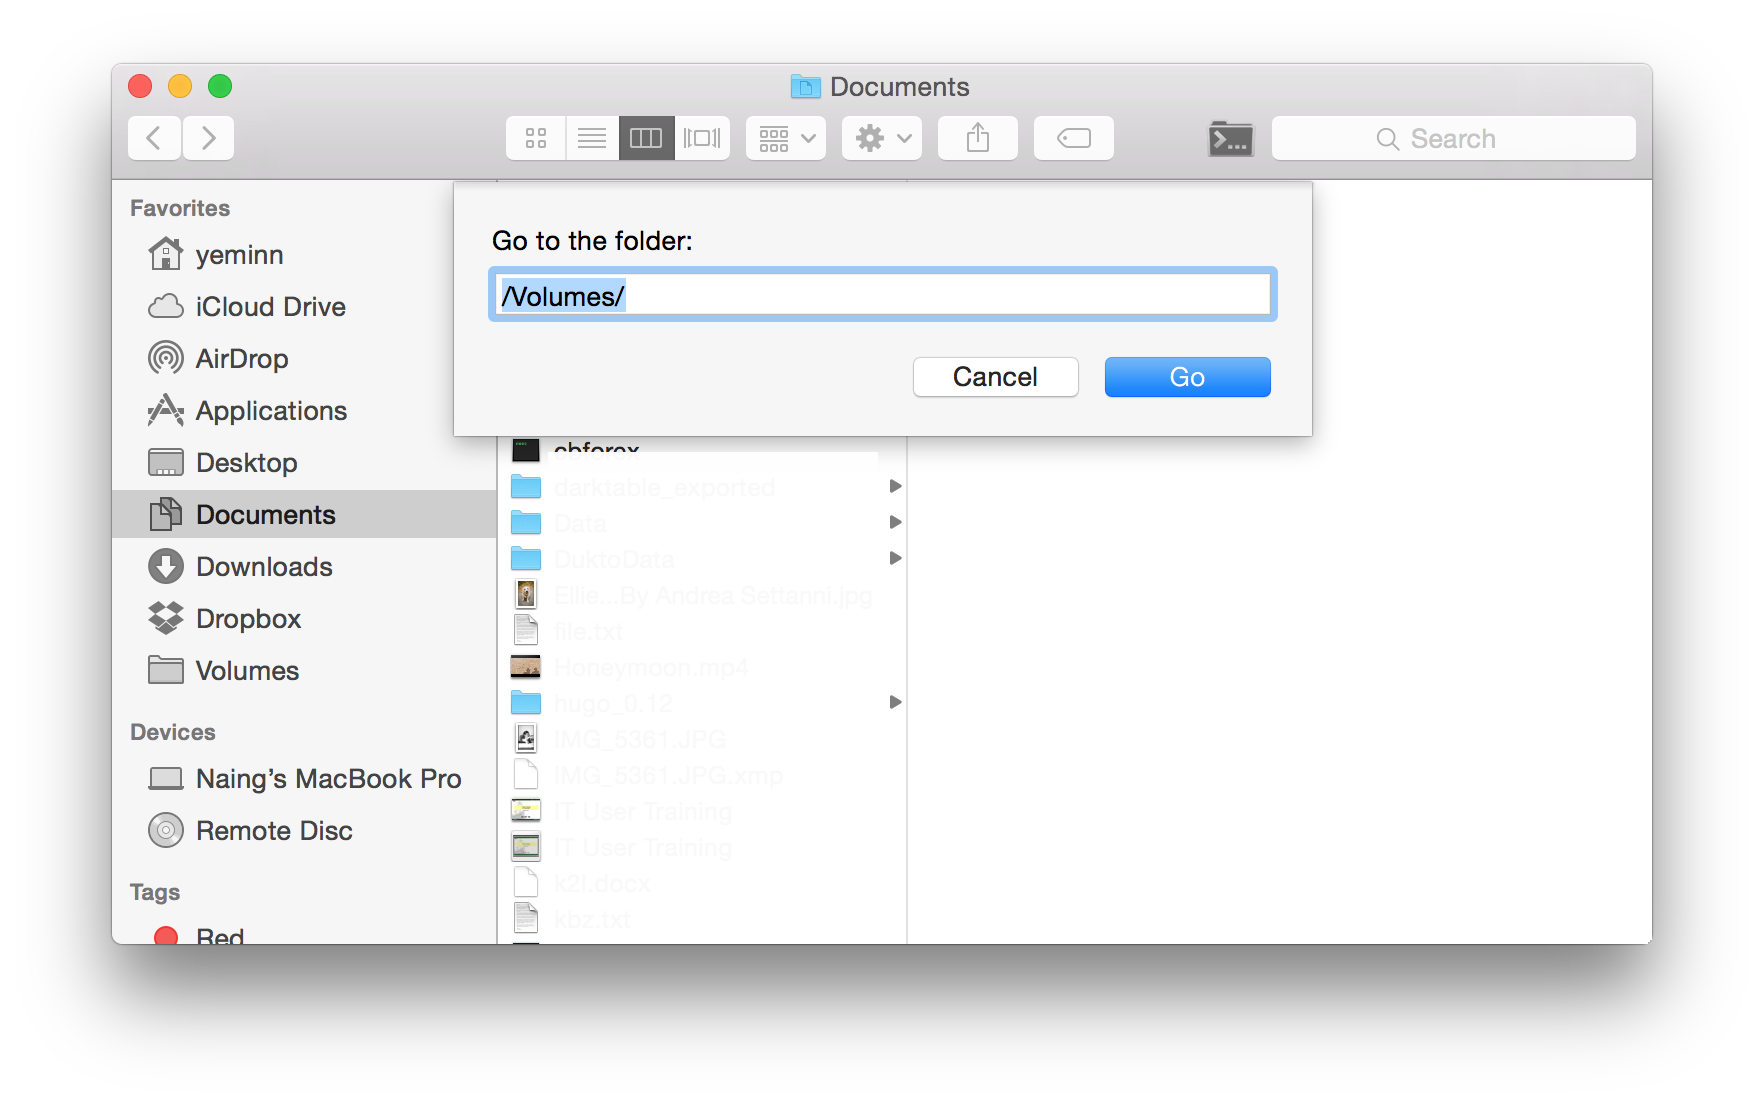 Documents
Search
Favorites
yeminn
iCloud Drive
AirDrop
Applications
Desktop
Documents
Downloads
Dropbox
Volumes
Devices
Naing’s MacBook Pro
Remote Disc
Tags
Red
Go to the folder:
/Volumes/
Cancel
Go
cbforex
darktable_exported
Data
DuktoData
Ellie...By Andrea Settanni.jpg
file.txt
Honeymoon.mp4
hugo_0.12
IMG_5361.JPG
IMG_5361.JPG.xmp
IT User Training
IT User Training
kbz.txt